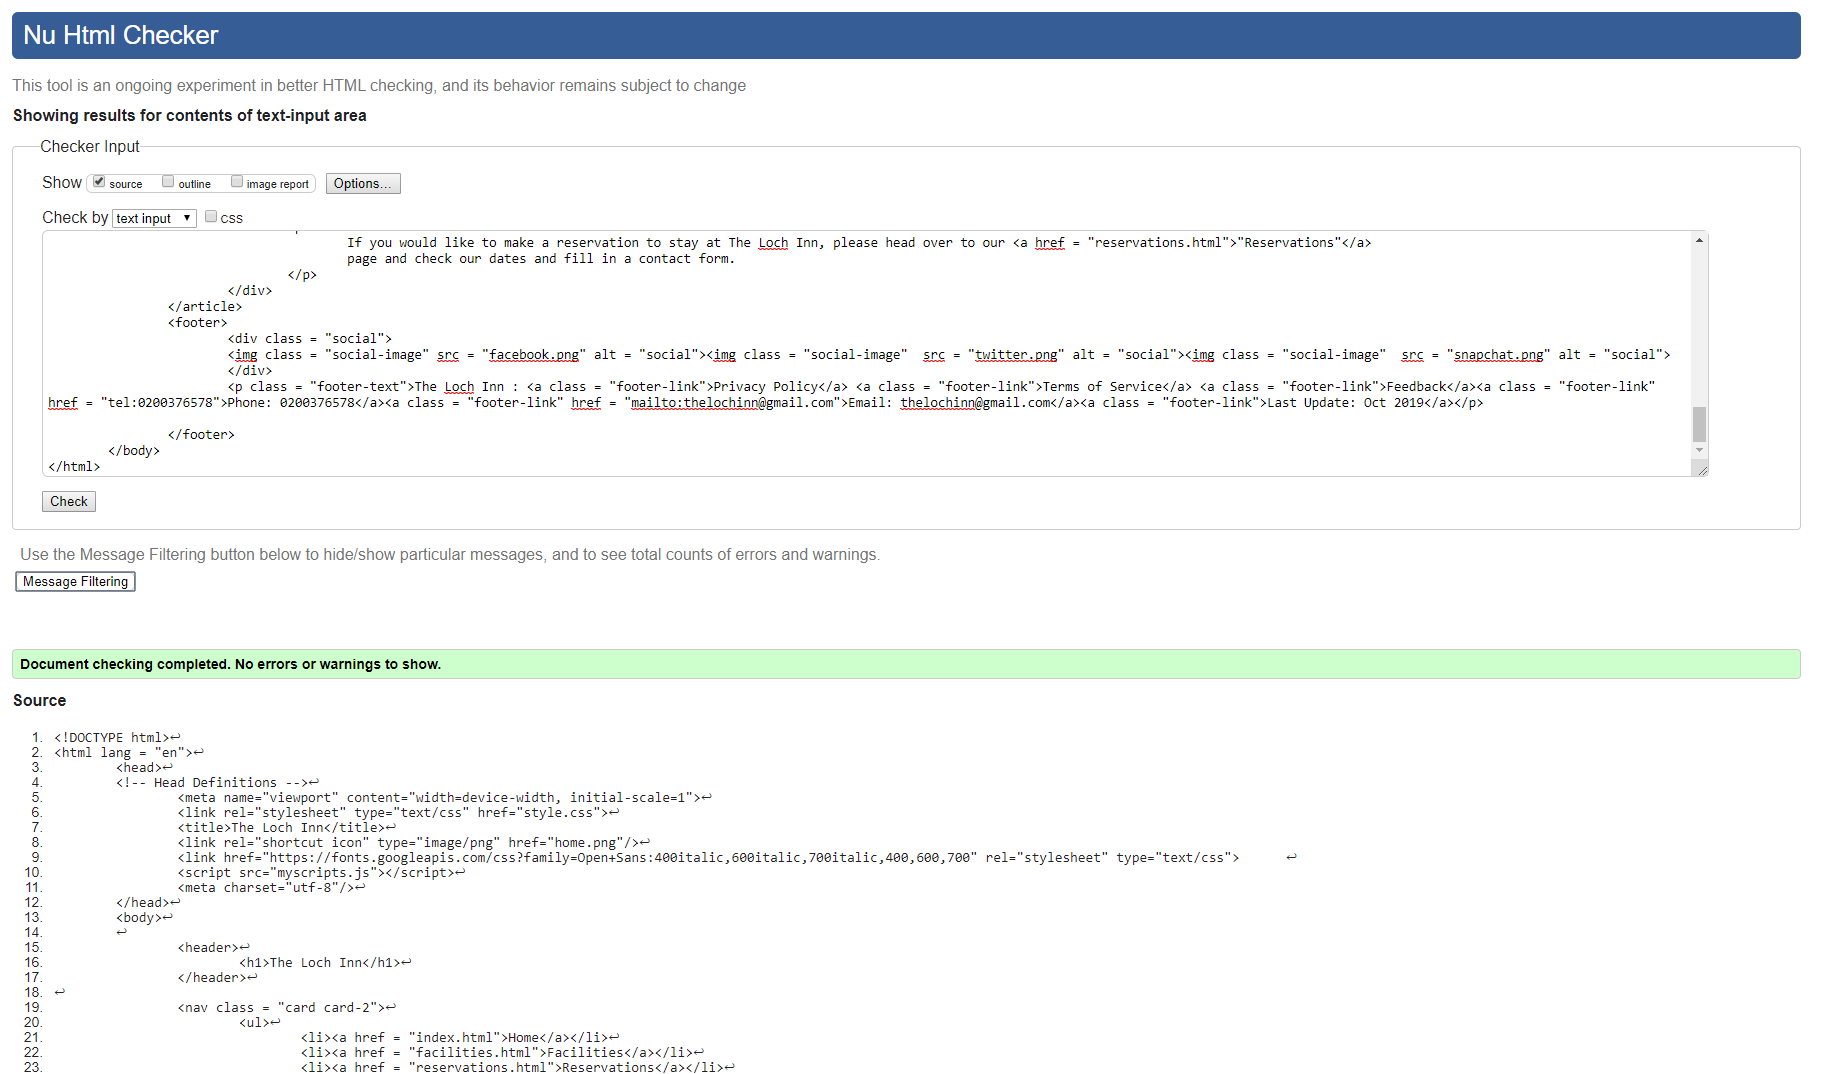 Nu Html Checker
This tool is an ongoing experiment in better HTML checking, and its behavior remains subject to change
Showing results for contents of text-input area
Checker Input
Show source outline image report Options...
Check by text input css
If you would like to make a reservation to stay at The Loch Inn, please head over to our <a href = "reservations.html">"Reservations"</a>
page and check our dates and fill in a contact form.
</p>
</div>
</article>
<footer>
<div class = "social">
<img class = "social-image" src = "facebook.png" alt = "social"><img class = "social-image"  src = "twitter.png" alt = "social"><img class = "social-image"  src = "snapchat.png" alt = "social">
</div>
<p class = "footer-text">The Loch Inn : <a class = "footer-link">Privacy Policy</a> <a class = "footer-link">Terms of Service</a> <a class = "footer-link">Feedback</a><a class = "footer-link"
href = "tel:0200376578">Phone: 0200376578</a><a class = "footer-link" href = "mailto:thelochinn@gmail.com">Email: thelochinn@gmail.com</a><a class = "footer-link">Last Update: Oct 2019</a></p>
</footer>
</body>
</html>
Check
Use the Message Filtering button below to hide/show particular messages, and to see total counts of errors and warnings.
Message Filtering
Document checking completed. No errors or warnings to show.
Source
1. <!DOCTYPE html>↩
2. <html lang = "en">↩
3. <head>↩
4. <!-- Head Definitions -->↩
5. <meta name="viewport" content="width=device-width, initial-scale=1">↩
6. <link rel="stylesheet" type="text/css" href="style.css">↩
7. <title>The Loch Inn</title>↩
8. <link rel="shortcut icon" type="image/png" href="home.png"/>↩
9. <link href="https://fonts.googleapis.com/css?family=Open+Sans:400italic,600italic,700italic,400,600,700" rel="stylesheet" type="text/css"> ↩
10. <script src="myscripts.js"></script>↩
11. <meta charset="utf-8"/>↩
12. </head>↩
13. <body>↩
14. ↩
15. <header>↩
16. <h1>The Loch Inn</h1>↩
17. </header>↩
18. ↩
19. <nav class = "card card-2">↩
20. <ul>↩
21. <li><a href = "index.html">Home</a></li>↩
22. <li><a href = "facilities.html">Facilities</a></li>↩
23. <li><a href = "reservations.html">Reservations</a></li>↩